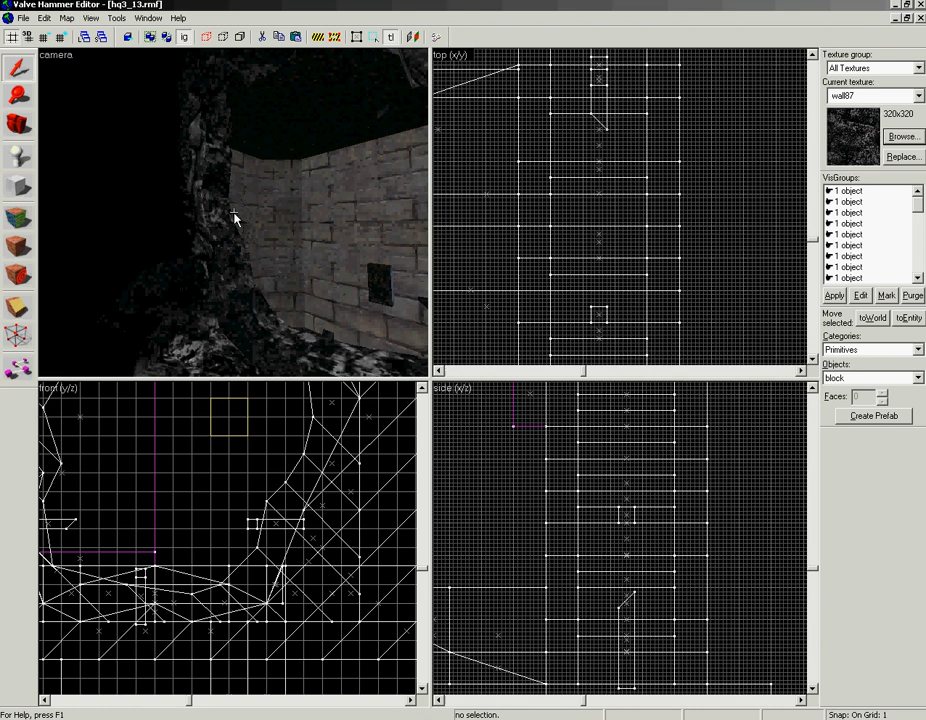 Valve Hammer Editor - [hq3_13.rmf]
File Edit Map View Tools Window Help
3D
ig
tl
camera
top (x/y)
front (y/z)
side (x/z)
Texture group:
All Textures
Current texture:
wall87
320x320
Browse...
Replace...
VisGroups:
1 object
1 object
1 object
1 object
1 object
1 object
1 object
1 object
Apply Edit Mark Purge
Move
selected:
toWorld
toEntity
Categories:
Primitives
Objects:
block
Faces: 0
Create Prefab
For Help, press F1
no selection.
Snap: On Grid: 1